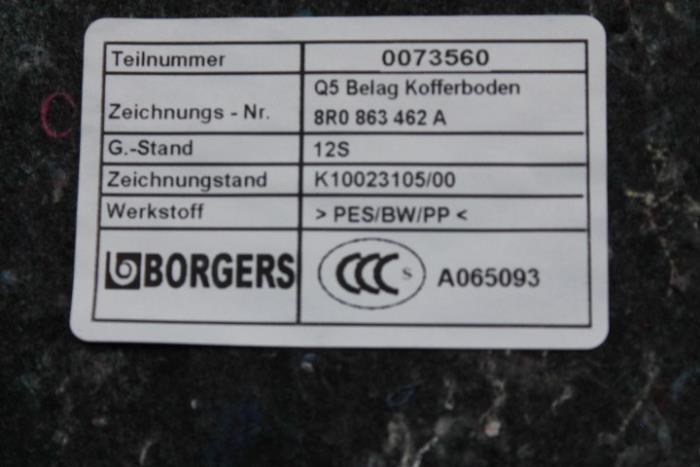 Teilnummer 0073560
Q5 Belag Kofferboden
Zeichnungs - Nr. 8R0 863 462 A
G.-Stand 12S
Zeichnungstand K10023105/00
Werkstoff > PES/BW/PP <
BORGERS CCC S A065093